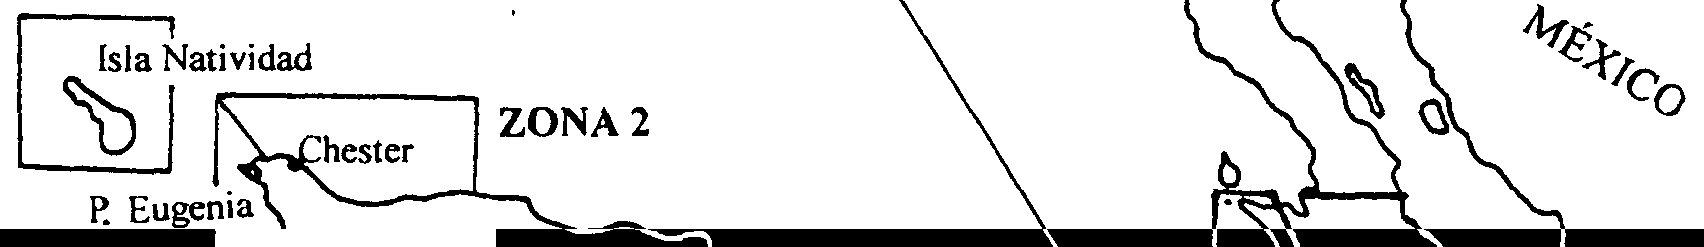 Isla Natividad
ZONA 2
Chester
P. Eugenia
MÉXICO